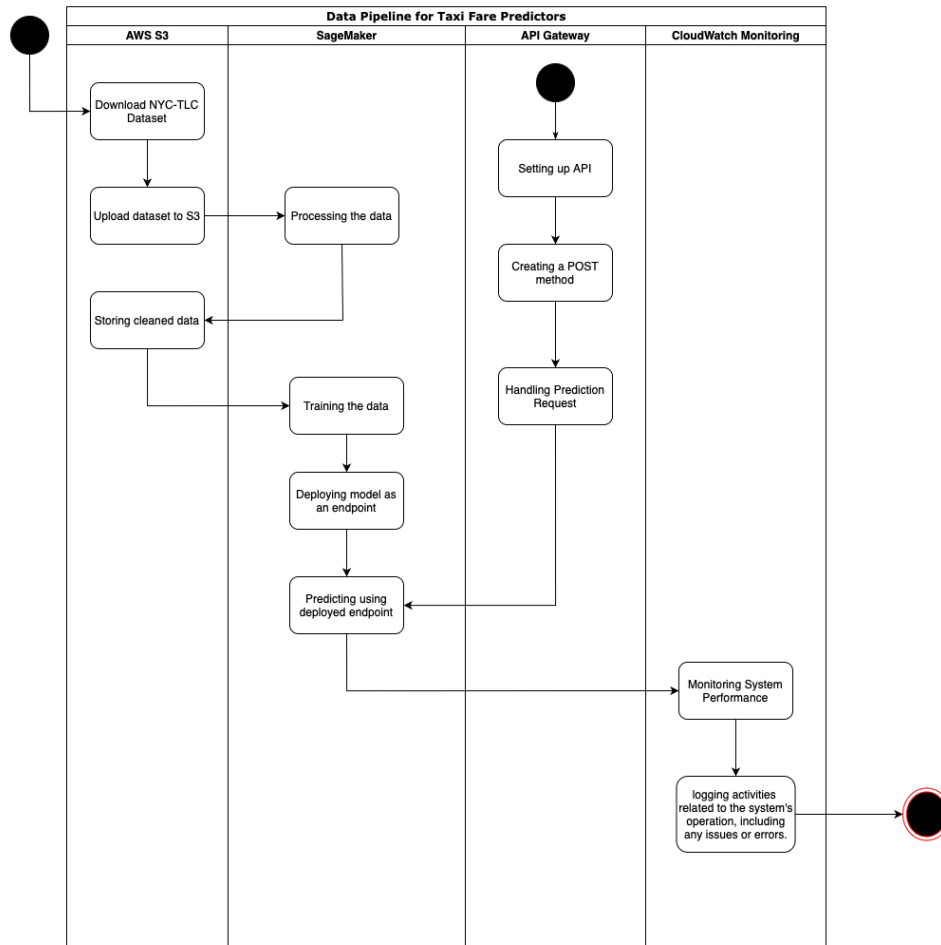 Data Pipeline for Taxi Fare Predictors
AWS S3
SageMaker
API Gateway
CloudWatch Monitoring
Download NYC-TLC
Dataset
Upload dataset to S3
Processing the data
Storing cleaned data
Training the data
Deploying model as
an endpoint
Predicting using
deployed endpoint
Setting up API
Creating a POST
method
Handling Prediction
Request
Monitoring System
Performance
logging activities
related to the system's
operation, including
any issues or errors.